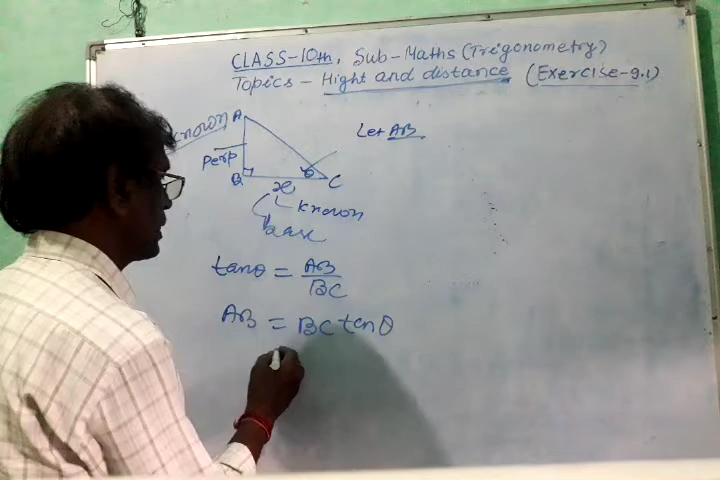 CLASS-10th, Sub-Maths (Trigonometry)
Topics - Hight and distance (Exercise-9.1)
known A
Let AB
Perp
B θ C
x
known
base
tanθ = AB/BC
AB = BC tanθ